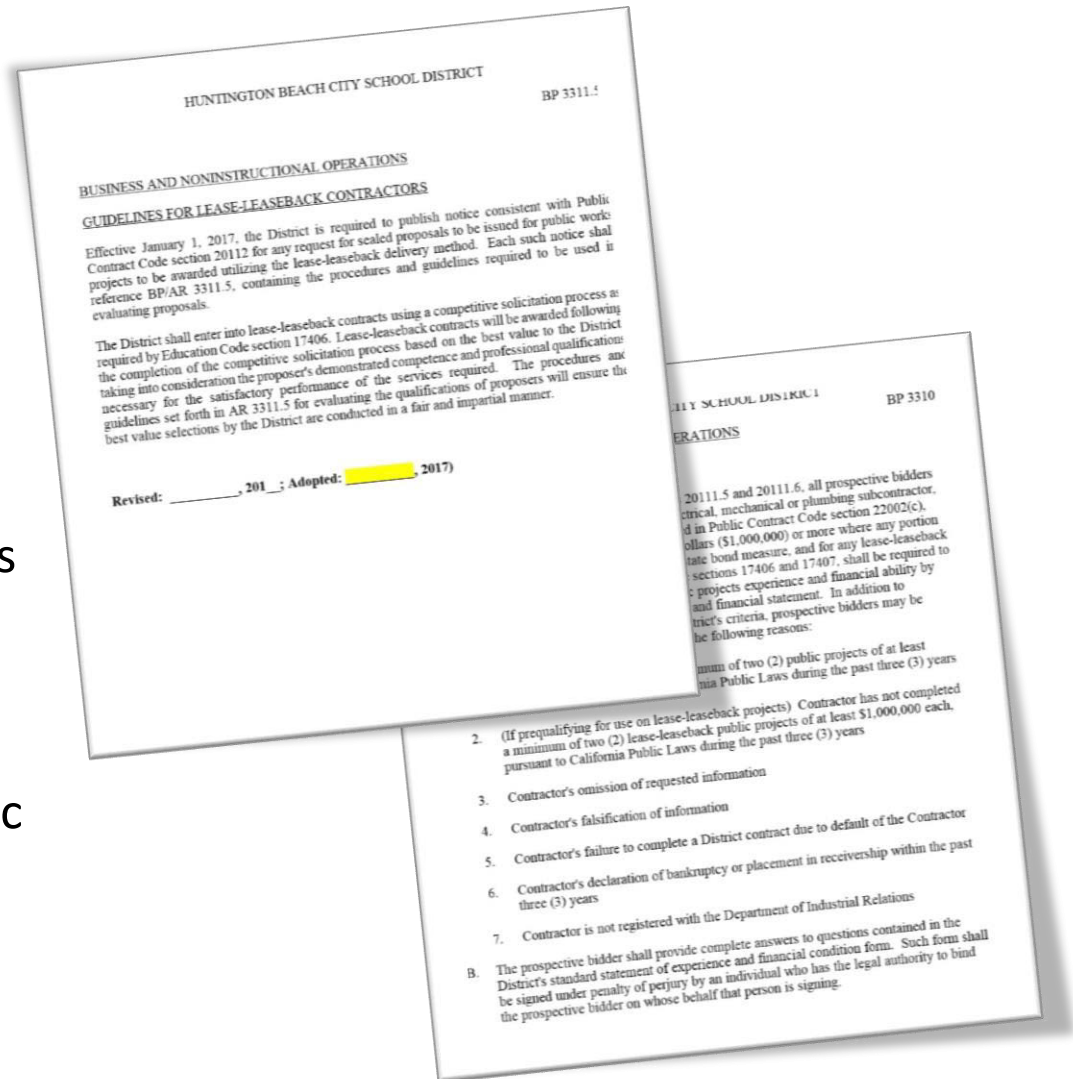 HUNTINGTON BEACH CITY SCHOOL DISTRICT
BP 3311.5
BUSINESS AND NONINSTRUCTIONAL OPERATIONS
GUIDELINES FOR LEASE-LEASEBACK CONTRACTORS
Effective January 1, 2017, the District is required to publish notice consistent with Public
Contract Code section 20112 for any request for sealed proposals to be issued for public works
projects to be awarded utilizing the lease-leaseback delivery method. Each such notice shall
reference BP/AR 3311.5, containing the procedures and guidelines required to be used in
evaluating proposals.
The District shall enter into lease-leaseback contracts using a competitive solicitation process as
required by Education Code section 17406. Lease-leaseback contracts will be awarded following
the completion of the competitive solicitation process based on the best value to the District
taking into consideration the proposer's demonstrated competence and professional qualifications
necessary for the satisfactory performance of the services required. The procedures and
guidelines set forth in AR 3311.5 for evaluating the qualifications of proposers will ensure the
best value selections by the District are conducted in a fair and impartial manner.
Revised: __________, 201__; Adopted: __________, 2017)
s
c
CITY SCHOOL DISTRICT
BP 3310
ERATIONS
20111.5 and 20111.6, all prospective bidders
ctrical, mechanical or plumbing subcontractor,
d in Public Contract Code section 22002(c),
ollars ($1,000,000) or more where any portion
tate bond measure, and for any lease-leaseback
sections 17406 and 17407, shall be required to
c projects experience and financial ability by
and financial statement. In addition to
trict's criteria, prospective bidders may be
he following reasons:
mum of two (2) public projects of at least
nia Public Laws during the past three (3) years
2. (If prequalifying for use on lease-leaseback projects) Contractor has not completed
a minimum of two (2) lease-leaseback public projects of at least $1,000,000 each,
pursuant to California Public Laws during the past three (3) years
3. Contractor's omission of requested information
4. Contractor's falsification of information
5. Contractor's failure to complete a District contract due to default of the Contractor
6. Contractor's declaration of bankruptcy or placement in receivership within the past
three (3) years
7. Contractor is not registered with the Department of Industrial Relations
B. The prospective bidder shall provide complete answers to questions contained in the
District's standard statement of experience and financial condition form. Such form shall
be signed under penalty of perjury by an individual who has the legal authority to bind
the prospective bidder on whose behalf that person is signing.